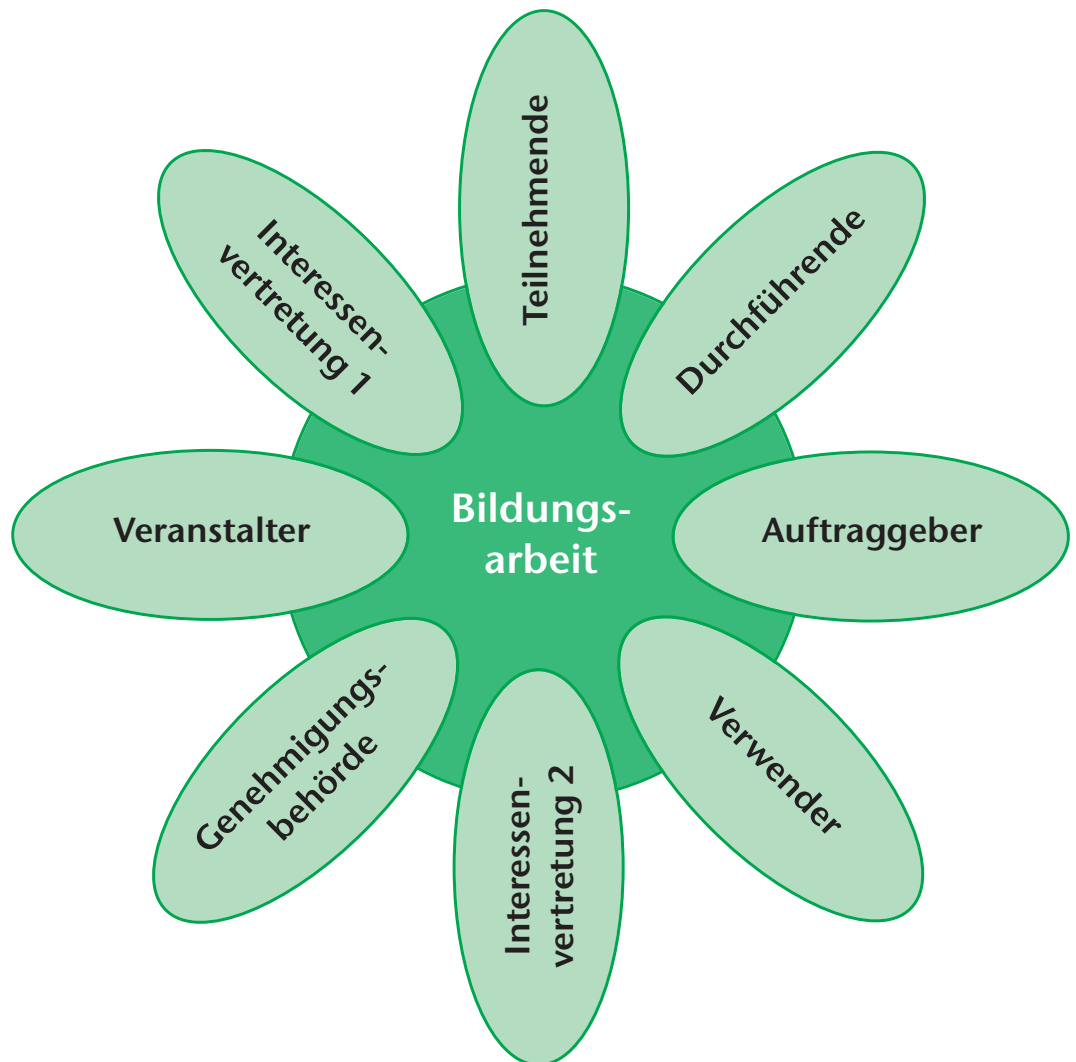 Teilnehmende
Durchführende
Auftraggeber
Verwender
Interessen-
vertretung 2
Genehmigungs-
behörde
Veranstalter
Interessen-
vertretung 1
Bildungs-
arbeit